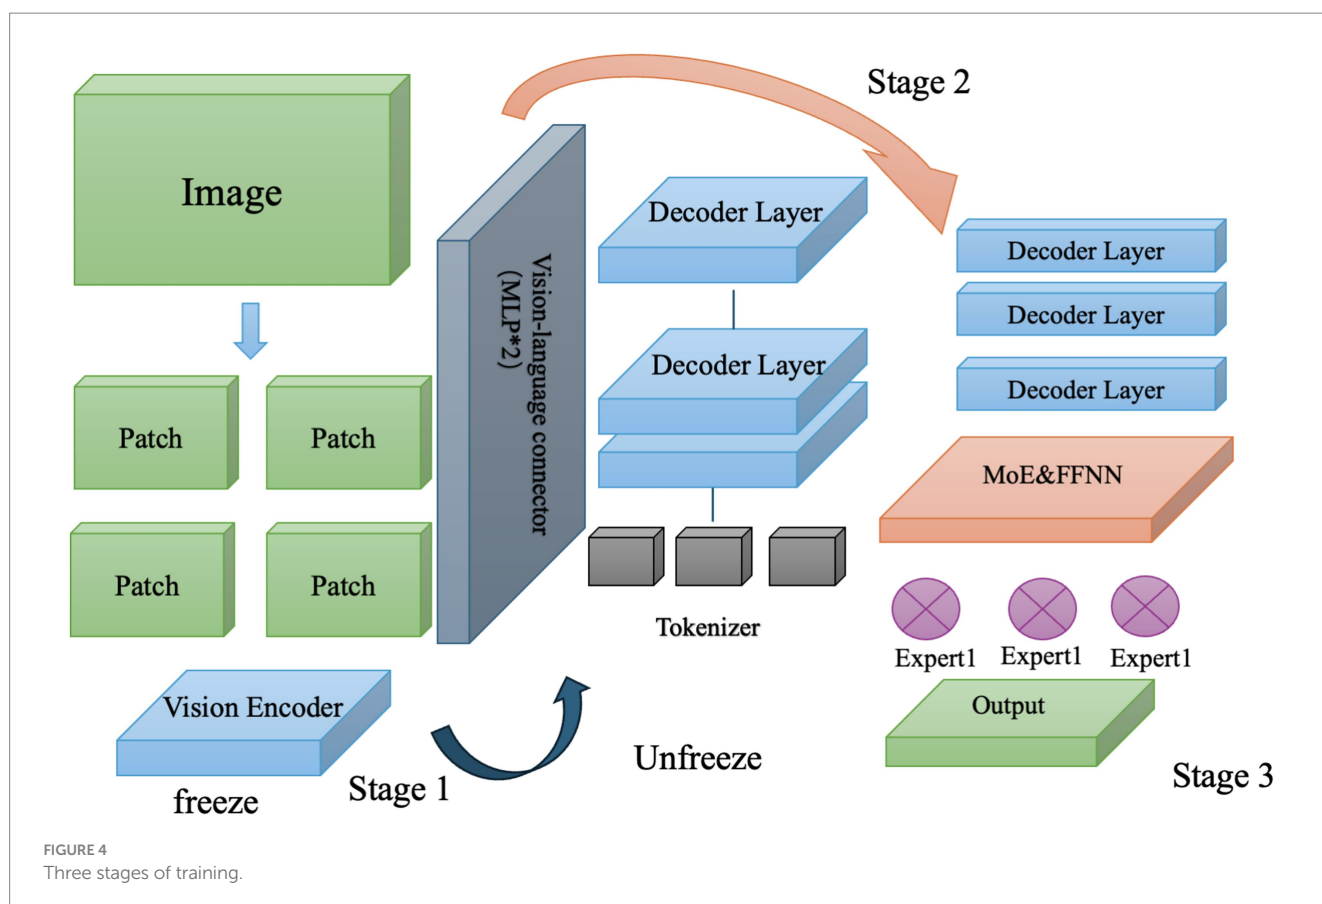 Image
Patch
Patch
Patch
Patch
Vision Encoder
freeze
Stage 1
Vision-language connector
(MLP*2)
Stage 2
Decoder Layer
Decoder Layer
Tokenizer
Unfreeze
Decoder Layer
Decoder Layer
Decoder Layer
MoE&FFNN
Expert1
Expert1
Expert1
Output
Stage 3
FIGURE 4
Three stages of training.